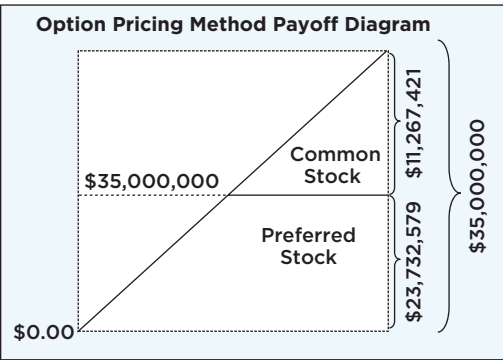 Option Pricing Method Payoff Diagram
$35,000,000
$0.00
Common
Stock
Preferred
Stock
$11,267,421
$23,732,579
$35,000,000